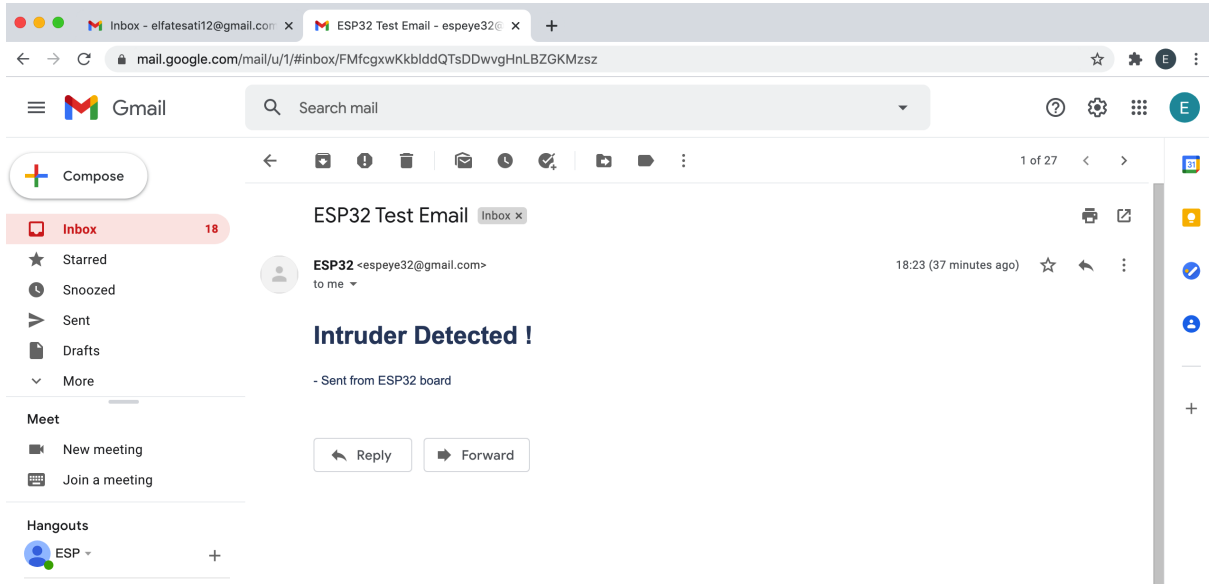 Inbox - elfatesati12@gmail.com
ESP32 Test Email - espeye32@
mail.google.com/mail/u/1/#inbox/FMfcgxwKkblddQTsDDwvgHnLBZGKMzsz
E
Gmail
Search mail
E
Compose
1 of 27
31
ESP32 Test Email Inbox x
Inbox 18
Starred
Snoozed
Sent
Drafts
More
ESP32 <espeye32@gmail.com>
18:23 (37 minutes ago)
to me
Intruder Detected !
- Sent from ESP32 board
Reply
Forward
Meet
New meeting
Join a meeting
Hangouts
ESP